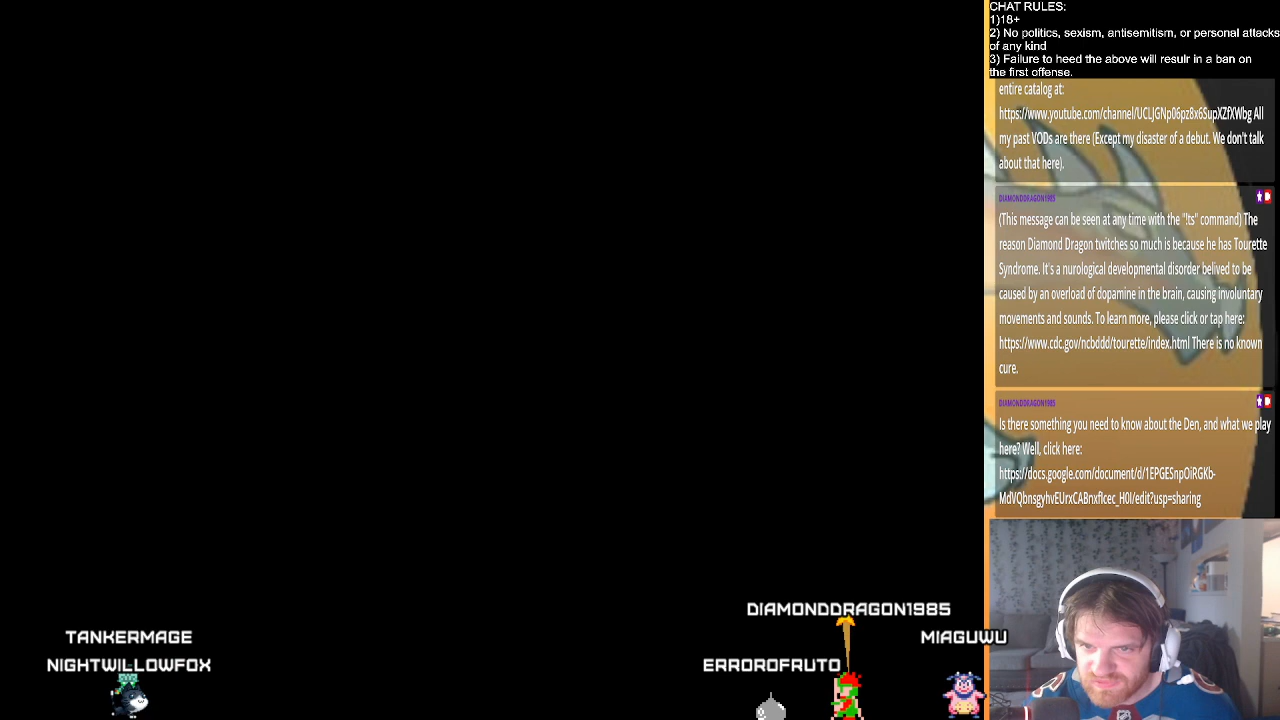 CHAT RULES:
1)18+
2) No politics, sexism, antisemitism, or personal attacks
of any kind
3) Failure to heed the above will resulr in a ban on
the first offense.
entire catalog at:
https://www.youtube.com/channel/UCLJGNp06pz8x6SupXZfXWbg All
my past VODs are there (Except my disaster of a debut. We don't talk
about that here).
DIAMONDDRAGON1985
(This message can be seen at any time with the "!ts" command) The
reason Diamond Dragon twitches so much is because he has Tourette
Syndrome. It's a nurological developmental disorder belived to be
caused by an overload of dopamine in the brain, causing involuntary
movements and sounds. To learn more, please click or tap here:
https://www.cdc.gov/ncbddd/tourette/index.html There is no known
cure.
DIAMONDDRAGON1985
Is there something you need to know about the Den, and what we play
here? Well, click here:
https://docs.google.com/document/d/1EPGESnpOiRGKb-
MdVQbnsgyhvEUrxCABnxflcec_H0I/edit?usp=sharing
DIAMONDDRAGON1985
TANKERMAGE
MIAGUWU
NIGHTWILLOWFOX
ERROROFRUTO